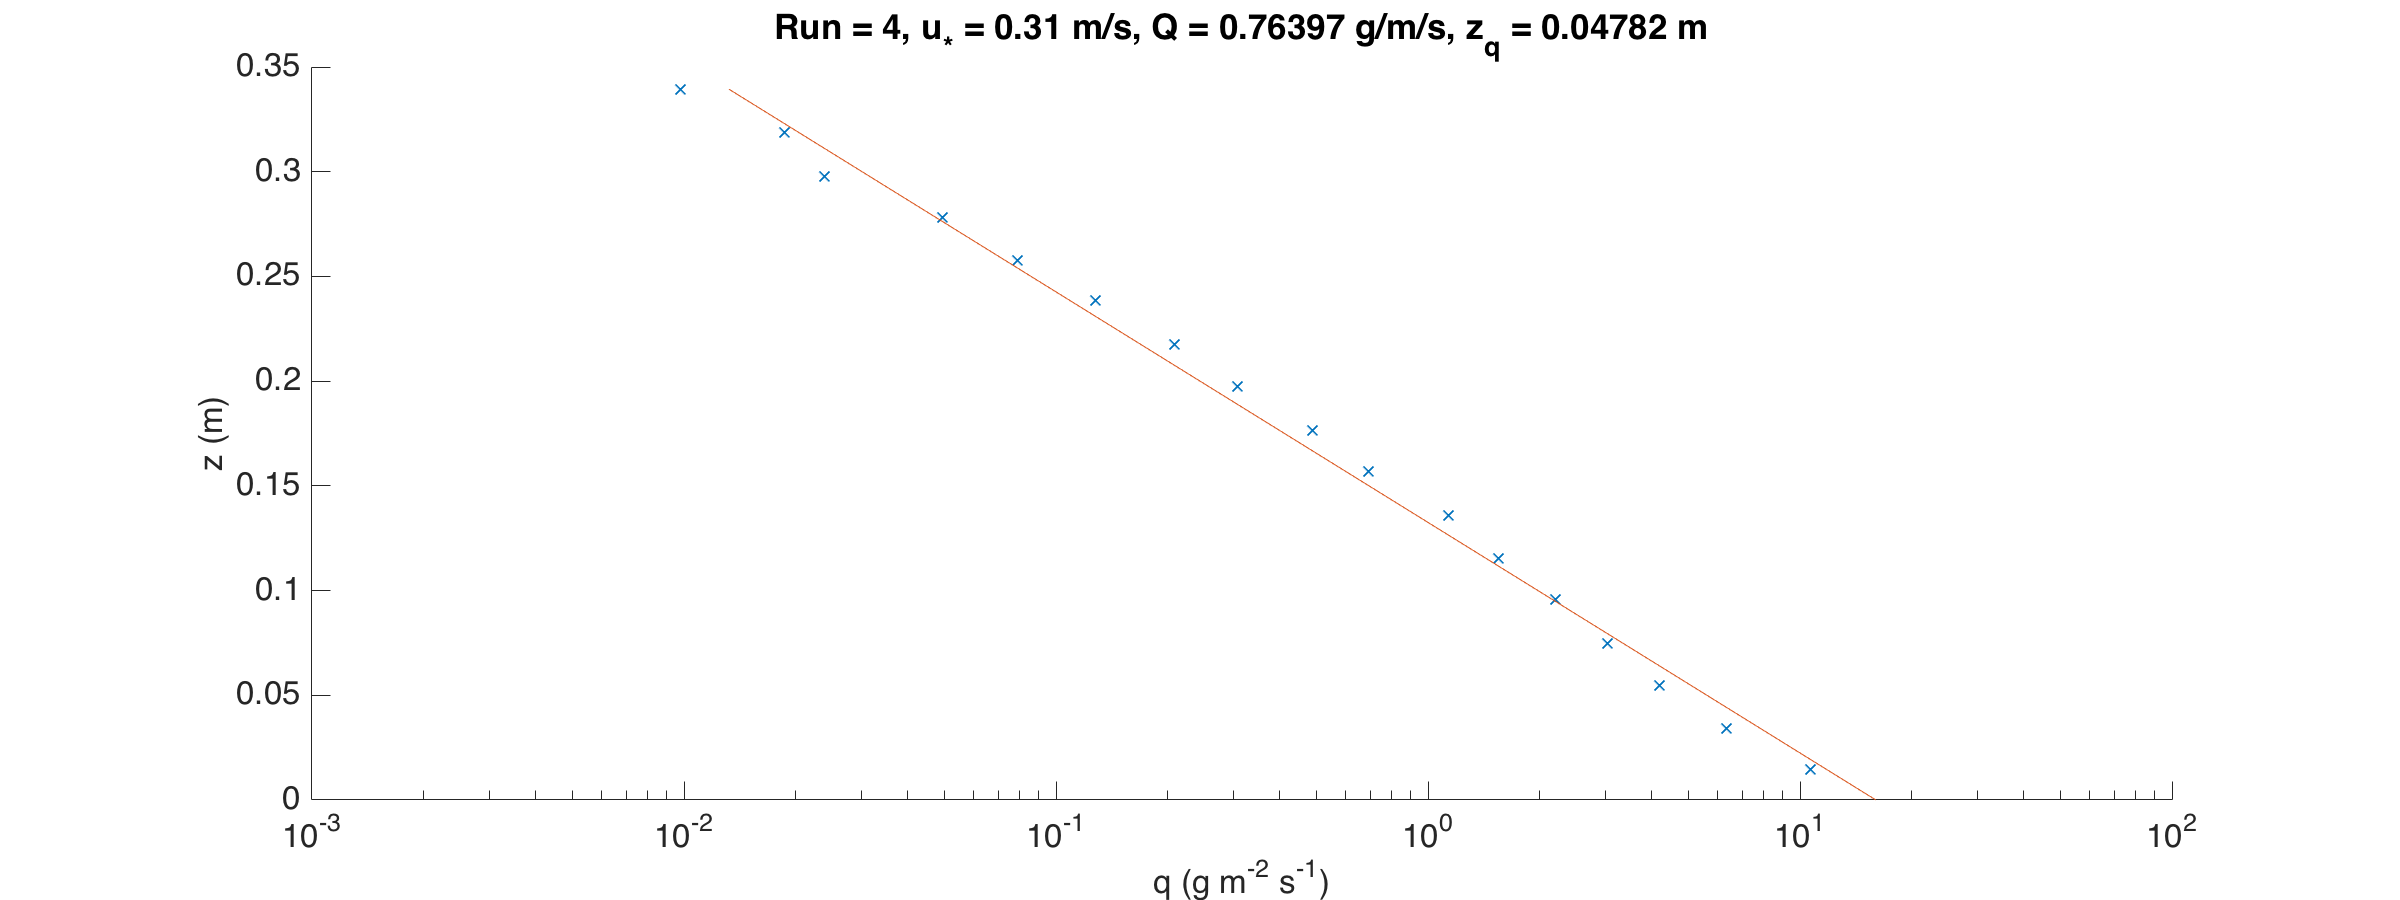 Run = 4, u* = 0.31 m/s, Q = 0.76397 g/m/s, zq = 0.04782 m
0.35
0.3
0.25
0.2
0.15
0.1
0.05
0
z (m)
10-3 10-2 10-1 100 101 102
q (g m-2 s-1)